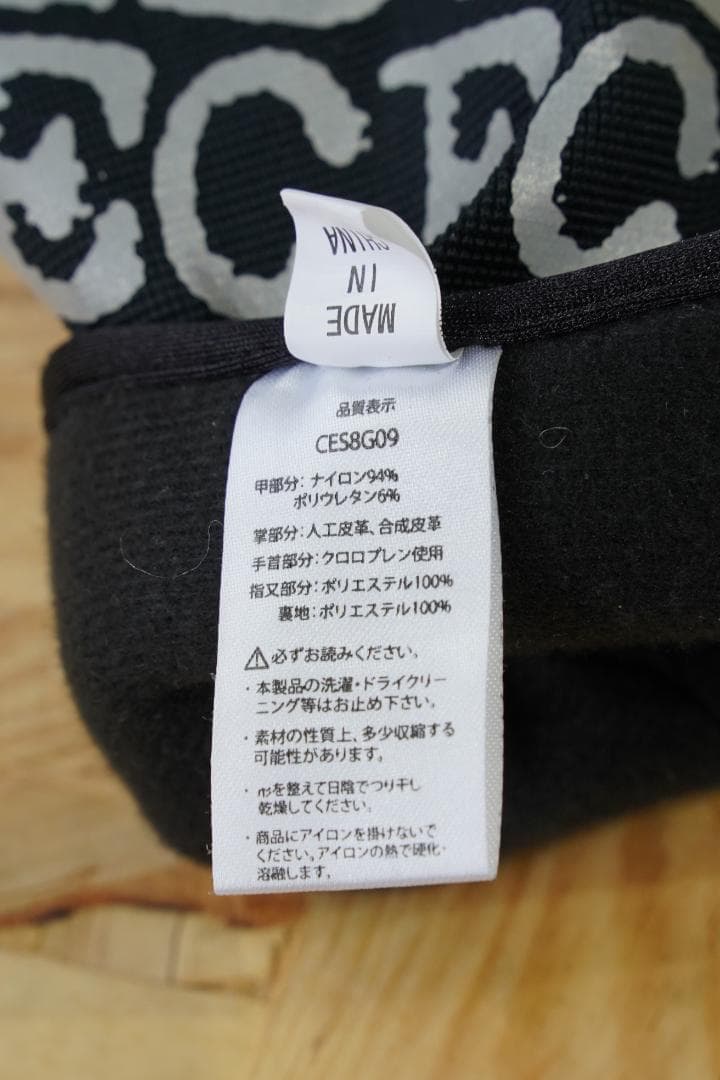 MADE
IN
CHINA
品質表示
CES8G09
甲部分：ナイロン94%
ポリウレタン6%
掌部分：人工皮革、合成皮革
手首部分：クロロプレン使用
指又部分：ポリエステル100%
裏地：ポリエステル100%
⚠必ずお読みください。
・本製品の洗濯・ドライクリー
ニング等はお止め下さい。
・素材の性質上、多少収縮する
可能性があります。
・形を整えて日陰でつり干し
乾燥してください。
・商品にアイロンを掛けないで
ください。アイロンの熱で硬化・
溶融します。